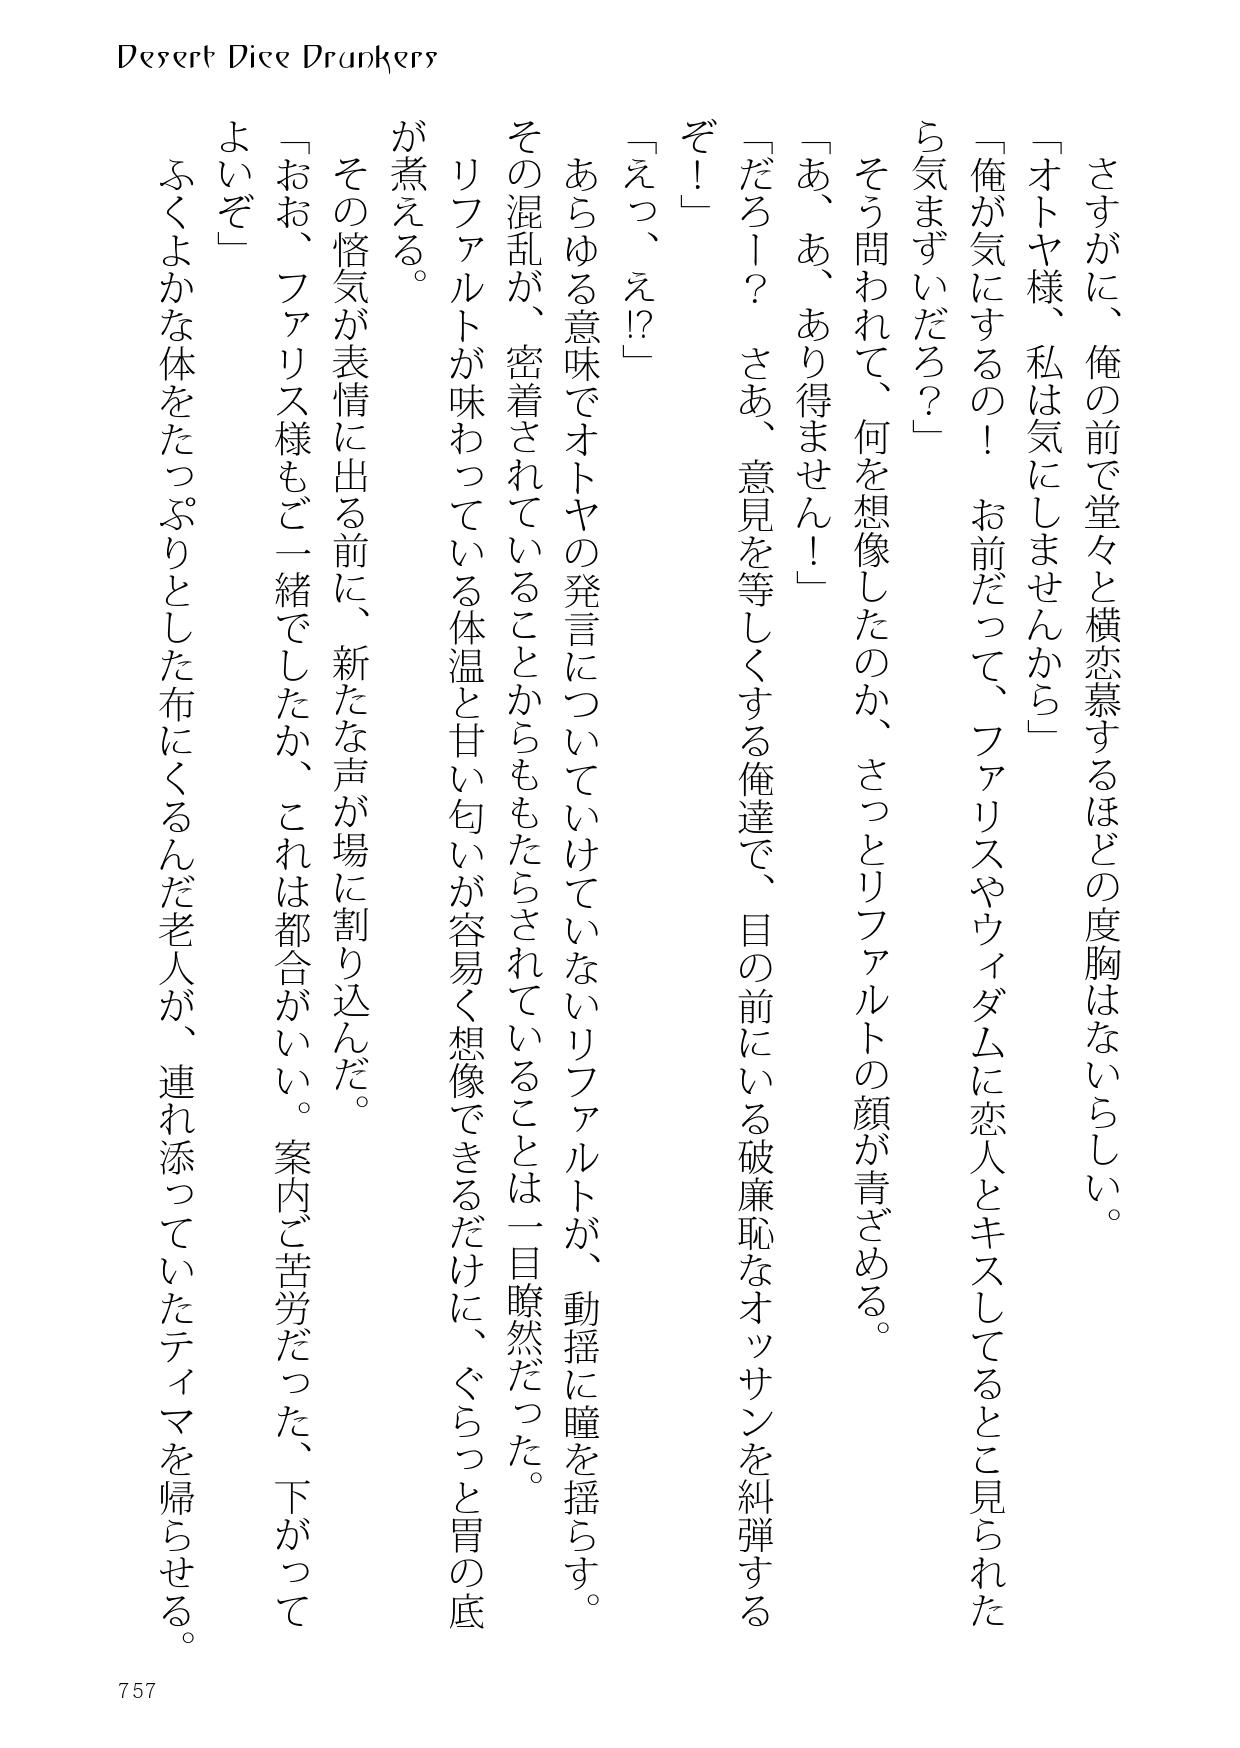 Desert Dice Drunkers
さすがに、俺の前で堂々と横恋慕するほどの度胸はないらしい。
「オトヤ様、私は気にしませんから」
「俺が気にするの！　お前だって、ファリスやウィダムに恋人とキスしてるとこ見られた
ら気まずいだろ？」
そう問われて、何を想像したのか、さっとリファルトの顔が青ざめる。
「あ、あ、あり得ません！」
「だろー？　さあ、意見を等しくする俺達で、目の前にいる破廉恥なオッサンを糾弾する
ぞ！」
「えっ、え!?」
あらゆる意味でオトヤの発言についていけていないリファルトが、動揺に瞳を揺らす。
その混乱が、密着されていることからももたらされていることは一目瞭然だった。
リファルトが味わっている体温と甘い匂いが容易く想像できるだけに、ぐらっと胃の底
が煮える。
その悋気が表情に出る前に、新たな声が場に割り込んだ。
「おお、ファリス様もご一緒でしたか、これは都合がいい。案内ご苦労だった、下がって
よいぞ」
ふくよかな体をたっぷりとした布にくるんだ老人が、連れ添っていたティマを帰らせる。
757